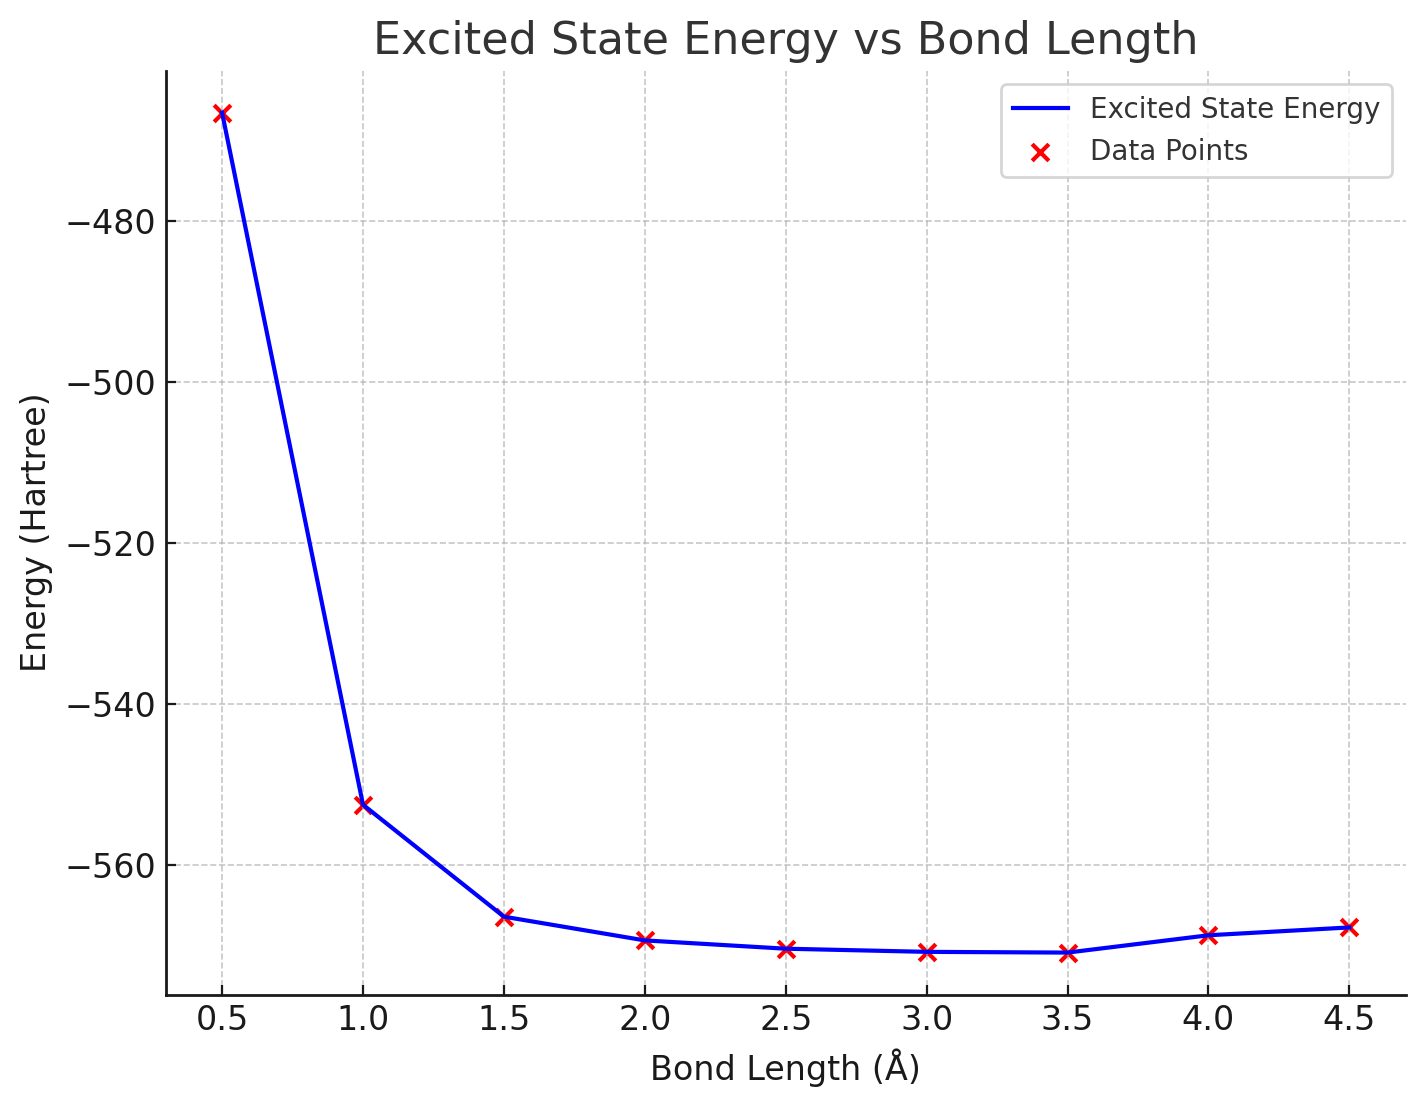 Excited State Energy vs Bond Length
Excited State Energy
Data Points
Energy (Hartree)
−480
−500
−520
−540
−560
0.5 1.0 1.5 2.0 2.5 3.0 3.5 4.0 4.5
Bond Length (Å)